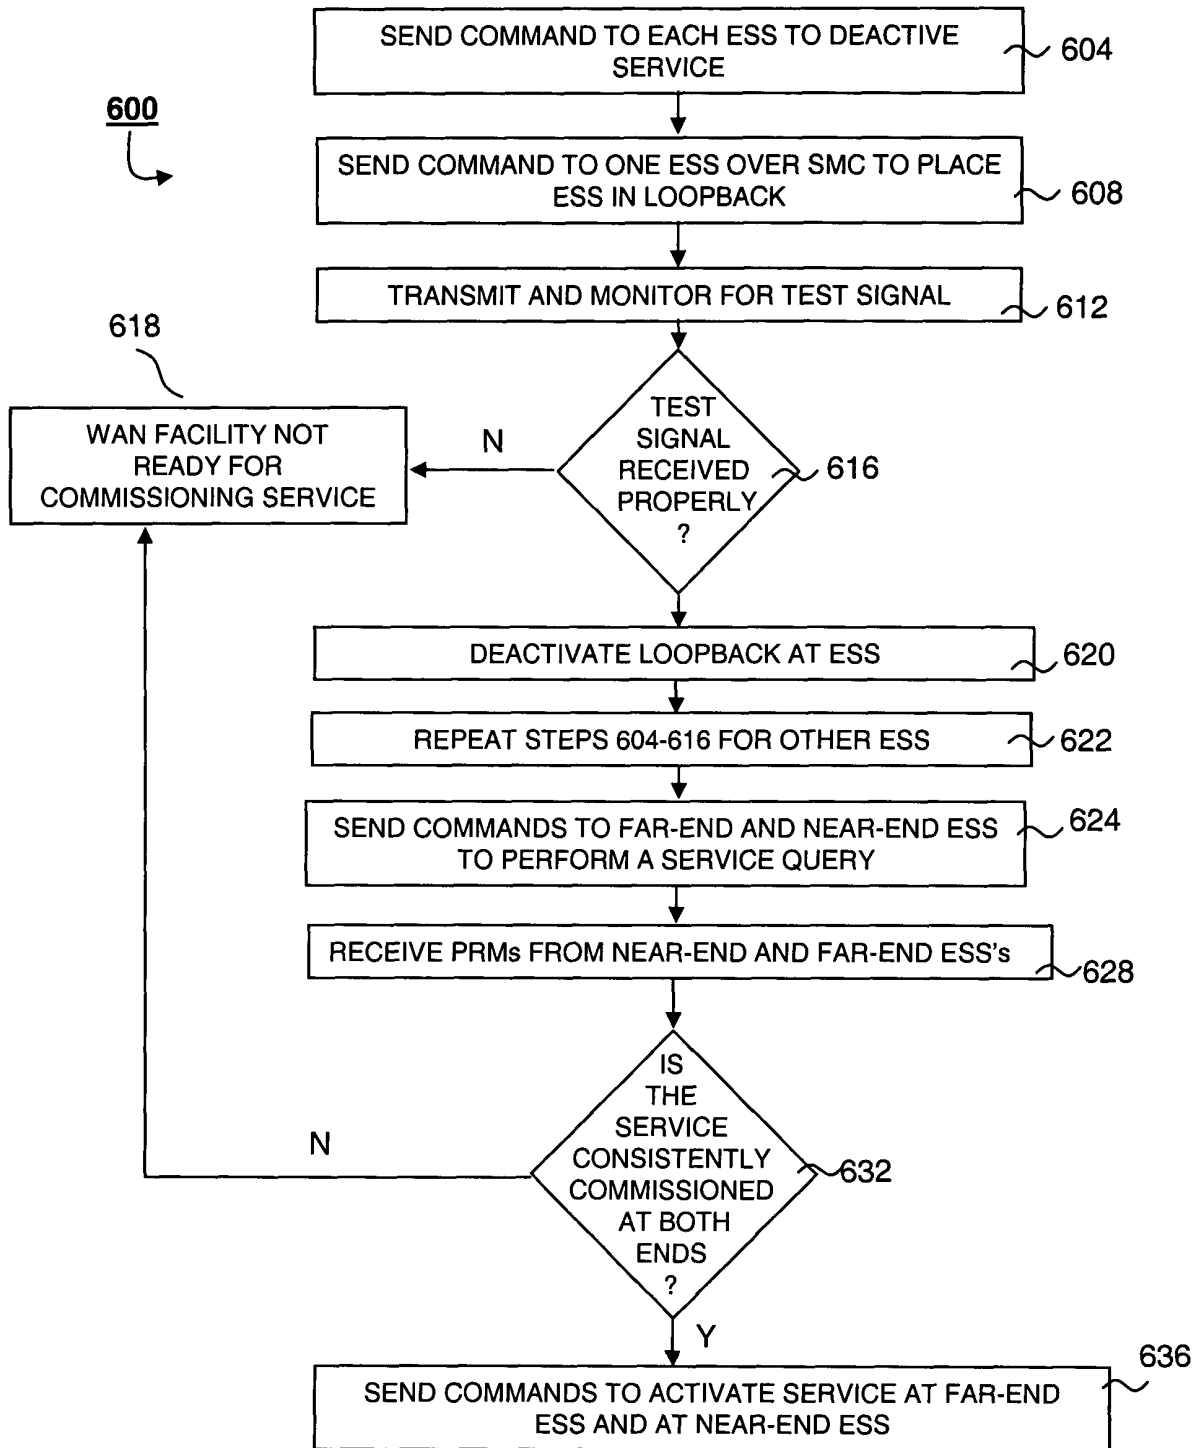 SEND COMMAND TO EACH ESS TO DEACTIVE
SERVICE
604
600
SEND COMMAND TO ONE ESS OVER SMC TO PLACE
ESS IN LOOPBACK
608
TRANSMIT AND MONITOR FOR TEST SIGNAL
612
618
WAN FACILITY NOT
READY FOR
COMMISSIONING SERVICE
N
TEST
SIGNAL
RECEIVED
PROPERLY
?
616
DEACTIVATE LOOPBACK AT ESS
620
REPEAT STEPS 604-616 FOR OTHER ESS
622
SEND COMMANDS TO FAR-END AND NEAR-END ESS
TO PERFORM A SERVICE QUERY
624
RECEIVE PRMs FROM NEAR-END AND FAR-END ESS's
628
IS
THE
SERVICE
CONSISTENTLY
COMMISSIONED
AT BOTH
ENDS
?
632
N
Y
SEND COMMANDS TO ACTIVATE SERVICE AT FAR-END
ESS AND AT NEAR-END ESS
636